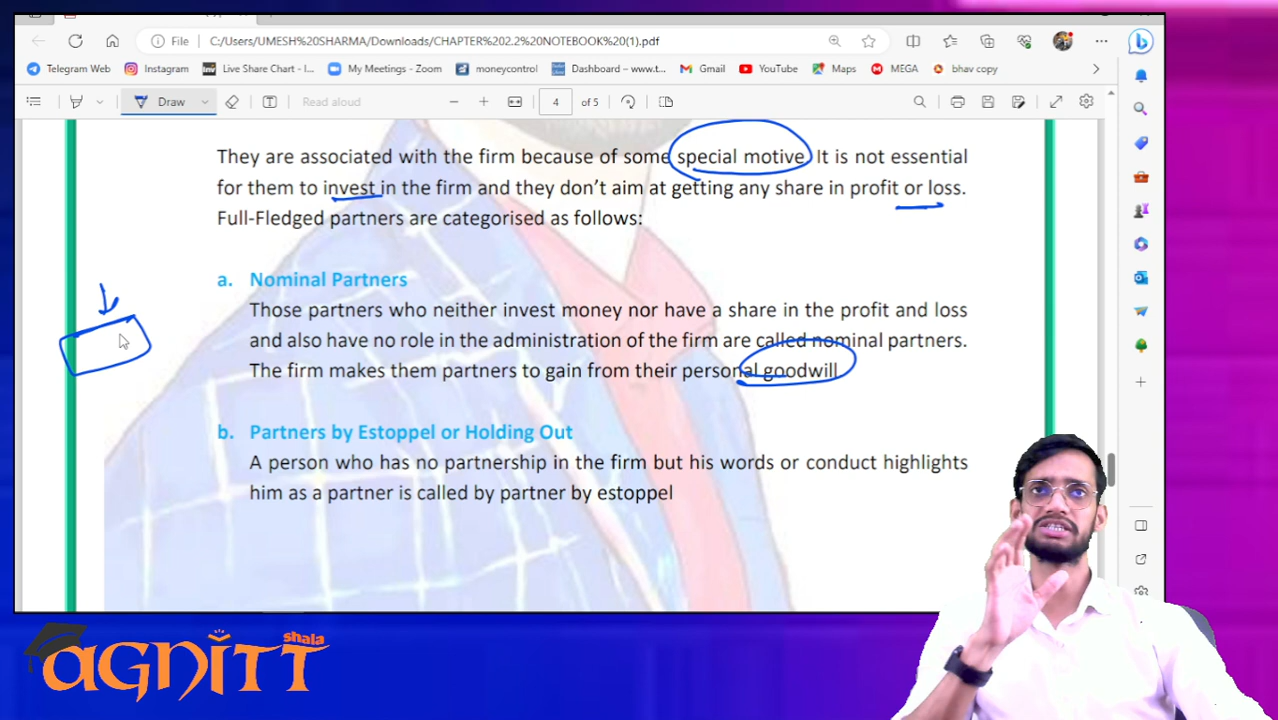 File C:/Users/UMESH%20SHARMA/Downloads/CHAPTER%202.2%20NOTEBOOK%20(1).pdf
Telegram Web Instagram Live Share Chart - I... My Meetings - Zoom moneycontrol Dashboard – www.t... Gmail YouTube Maps MEGA bhav copy
Draw Read aloud 4 of 5
They are associated with the firm because of some special motive. It is not essential
for them to invest in the firm and they don't aim at getting any share in profit or loss.
Full-Fledged partners are categorised as follows:
a. Nominal Partners
Those partners who neither invest money nor have a share in the profit and loss
and also have no role in the administration of the firm are called nominal partners.
The firm makes them partners to gain from their personal goodwill
b. Partners by Estoppel or Holding Out
A person who has no partnership in the firm but his words or conduct highlights
him as a partner is called by partner by estoppel
agnitt
shala